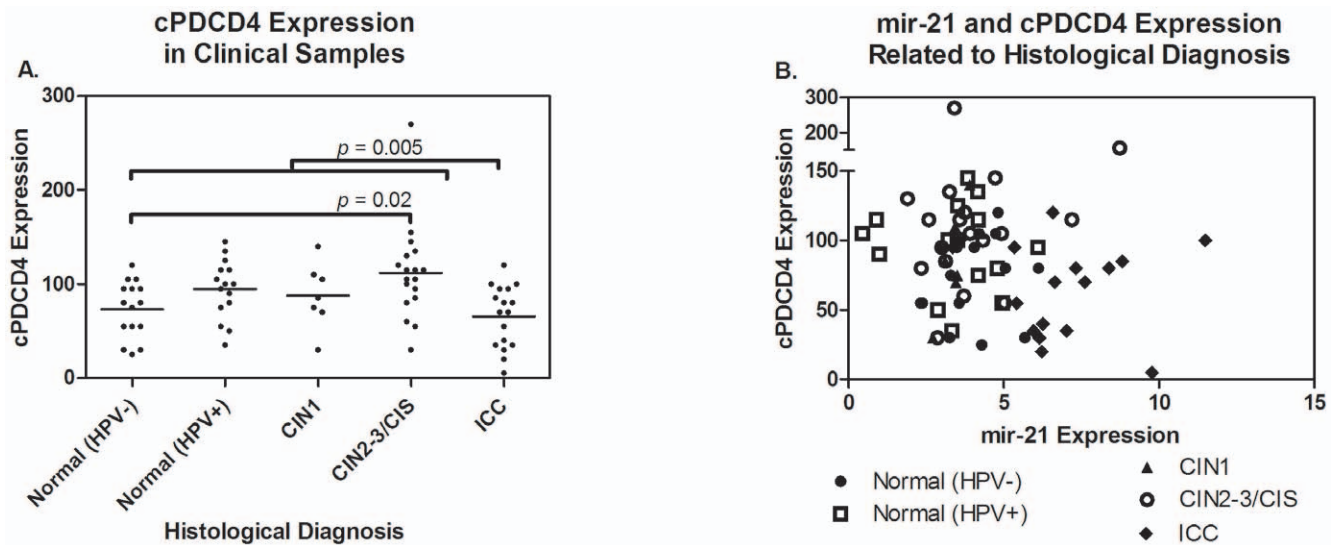 cPDCD4 Expression
in Clinical Samples
A.
300
200
100
0
cPDCD4 Expression
p = 0.005
p = 0.02
Normal (HPV-)
Normal (HPV+)
CIN1
CIN2-3/CIS
ICC
Histological Diagnosis
mir-21 and cPDCD4 Expression
Related to Histological Diagnosis
B.
300
200
150
100
50
0
cPDCD4 Expression
0
5
10
15
mir-21 Expression
Normal (HPV-)
Normal (HPV+)
CIN1
CIN2-3/CIS
ICC